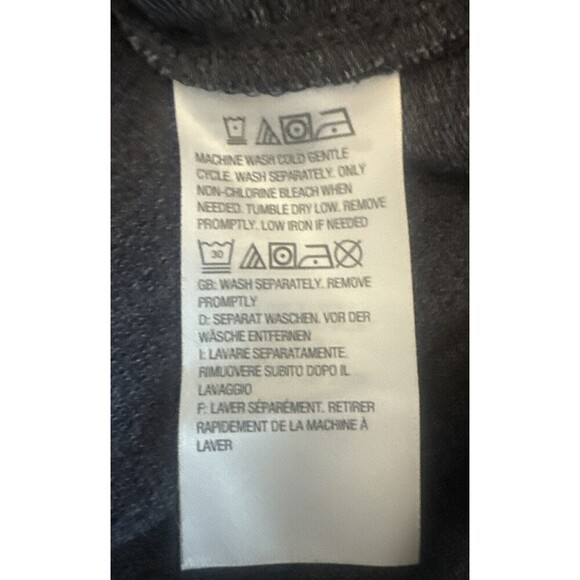 MACHINE WASH COLD GENTLE
CYCLE. WASH SEPARATELY. ONLY
NON-CHLORINE BLEACH WHEN
NEEDED. TUMBLE DRY LOW. REMOVE
PROMPTLY. LOW IRON IF NEEDED
30
GB: WASH SEPARATELY. REMOVE
PROMPTLY
D: SEPARAT WASCHEN. VOR DER
WÄSCHE ENTFERNEN
I: LAVARE SEPARATAMENTE.
RIMUOVERE SUBITO DOPO IL
LAVAGGIO
F: LAVER SÉPARÉMENT. RETIRER
RAPIDEMENT DE LA MACHINE À
LAVER